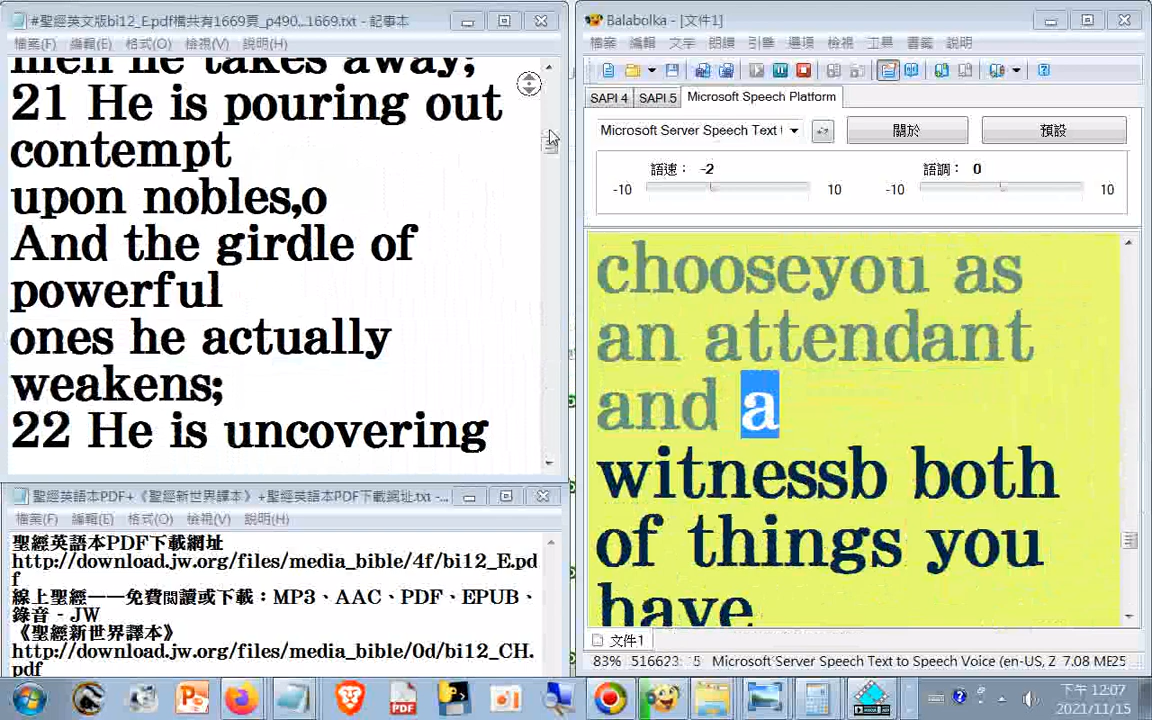 #聖經英文版bi12_E.pdf檔共有1669頁_p490,..1669.txt - 記事本
檔案(F) 編輯(E) 格式(O) 檢視(V) 說明(H)
men he takes away;
21 He is pouring out
contempt
upon nobles,o
And the girdle of
powerful
ones he actually
weakens;
22 He is uncovering
聖經英語本PDF+《聖經新世界譯本》+聖經英語本PDF下載網址.txt -...
檔案(F) 編輯(E) 格式(O) 檢視(V) 說明(H)
聖經英語本PDF下載網址
http://download.jw.org/files/media_bible/4f/bi12_E.pd
f
線上聖經──免費閱讀或下載：MP3、AAC、PDF、EPUB、
錄音 - JW
《聖經新世界譯本》
http://download.jw.org/files/media_bible/0d/bi12_CH.
pdf
Balabolka - [文件1]
檔案 編輯 文字 朗讀 引擎 選項 檢視 工具 書籤 說明
SAPI 4 SAPI 5 Microsoft Speech Platform
Microsoft Server Speech Text
關於 預設
語速： -2 語調： 0
-10 10 -10 10
chooseyou as
an attendant
and a
witnessb both
of things you
have
文件1
83% 516623: 5 Microsoft Server Speech Text to Speech Voice (en-US, Z 7.08 ME25
PDF
下午 12:07
2021/11/15